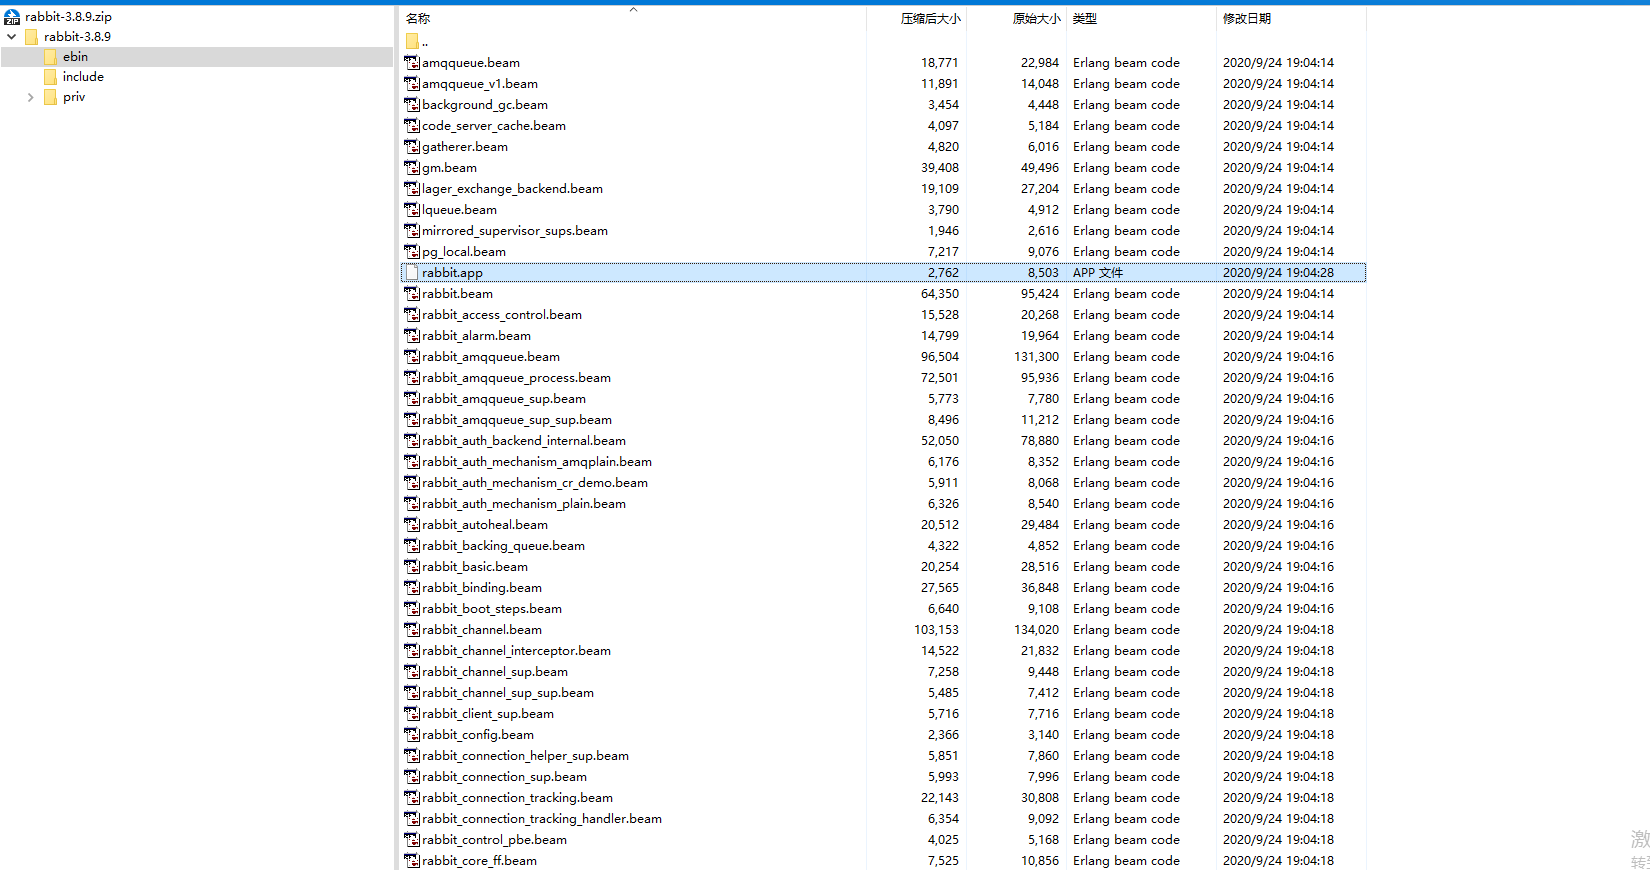 rabbit-3.8.9.zip
rabbit-3.8.9
ebin
include
priv
名称 压缩后大小 原始大小 类型 修改日期
..
amqqueue.beam 18,771 22,984 Erlang beam code 2020/9/24 19:04:14
amqqueue_v1.beam 11,891 14,048 Erlang beam code 2020/9/24 19:04:14
background_gc.beam 3,454 4,448 Erlang beam code 2020/9/24 19:04:14
code_server_cache.beam 4,097 5,184 Erlang beam code 2020/9/24 19:04:14
gatherer.beam 4,820 6,016 Erlang beam code 2020/9/24 19:04:14
gm.beam 39,408 49,496 Erlang beam code 2020/9/24 19:04:14
lager_exchange_backend.beam 19,109 27,204 Erlang beam code 2020/9/24 19:04:14
lqueue.beam 3,790 4,912 Erlang beam code 2020/9/24 19:04:14
mirrored_supervisor_sups.beam 1,946 2,616 Erlang beam code 2020/9/24 19:04:14
pg_local.beam 7,217 9,076 Erlang beam code 2020/9/24 19:04:14
rabbit.app 2,762 8,503 APP 文件 2020/9/24 19:04:28
rabbit.beam 64,350 95,424 Erlang beam code 2020/9/24 19:04:14
rabbit_access_control.beam 15,528 20,268 Erlang beam code 2020/9/24 19:04:14
rabbit_alarm.beam 14,799 19,964 Erlang beam code 2020/9/24 19:04:14
rabbit_amqqueue.beam 96,504 131,300 Erlang beam code 2020/9/24 19:04:16
rabbit_amqqueue_process.beam 72,501 95,936 Erlang beam code 2020/9/24 19:04:16
rabbit_amqqueue_sup.beam 5,773 7,780 Erlang beam code 2020/9/24 19:04:16
rabbit_amqqueue_sup_sup.beam 8,496 11,212 Erlang beam code 2020/9/24 19:04:16
rabbit_auth_backend_internal.beam 52,050 78,880 Erlang beam code 2020/9/24 19:04:16
rabbit_auth_mechanism_amqplain.beam 6,176 8,352 Erlang beam code 2020/9/24 19:04:16
rabbit_auth_mechanism_cr_demo.beam 5,911 8,068 Erlang beam code 2020/9/24 19:04:16
rabbit_auth_mechanism_plain.beam 6,326 8,540 Erlang beam code 2020/9/24 19:04:16
rabbit_autoheal.beam 20,512 29,484 Erlang beam code 2020/9/24 19:04:16
rabbit_backing_queue.beam 4,322 4,852 Erlang beam code 2020/9/24 19:04:16
rabbit_basic.beam 20,254 28,516 Erlang beam code 2020/9/24 19:04:16
rabbit_binding.beam 27,565 36,848 Erlang beam code 2020/9/24 19:04:16
rabbit_boot_steps.beam 6,640 9,108 Erlang beam code 2020/9/24 19:04:16
rabbit_channel.beam 103,153 134,020 Erlang beam code 2020/9/24 19:04:18
rabbit_channel_interceptor.beam 14,522 21,832 Erlang beam code 2020/9/24 19:04:18
rabbit_channel_sup.beam 7,258 9,448 Erlang beam code 2020/9/24 19:04:18
rabbit_channel_sup_sup.beam 5,485 7,412 Erlang beam code 2020/9/24 19:04:18
rabbit_client_sup.beam 5,716 7,716 Erlang beam code 2020/9/24 19:04:18
rabbit_config.beam 2,366 3,140 Erlang beam code 2020/9/24 19:04:18
rabbit_connection_helper_sup.beam 5,851 7,860 Erlang beam code 2020/9/24 19:04:18
rabbit_connection_sup.beam 5,993 7,996 Erlang beam code 2020/9/24 19:04:18
rabbit_connection_tracking.beam 22,143 30,808 Erlang beam code 2020/9/24 19:04:18
rabbit_connection_tracking_handler.beam 6,354 9,092 Erlang beam code 2020/9/24 19:04:18
rabbit_control_pbe.beam 4,025 5,168 Erlang beam code 2020/9/24 19:04:18
rabbit_core_ff.beam 7,525 10,856 Erlang beam code 2020/9/24 19:04:18
激